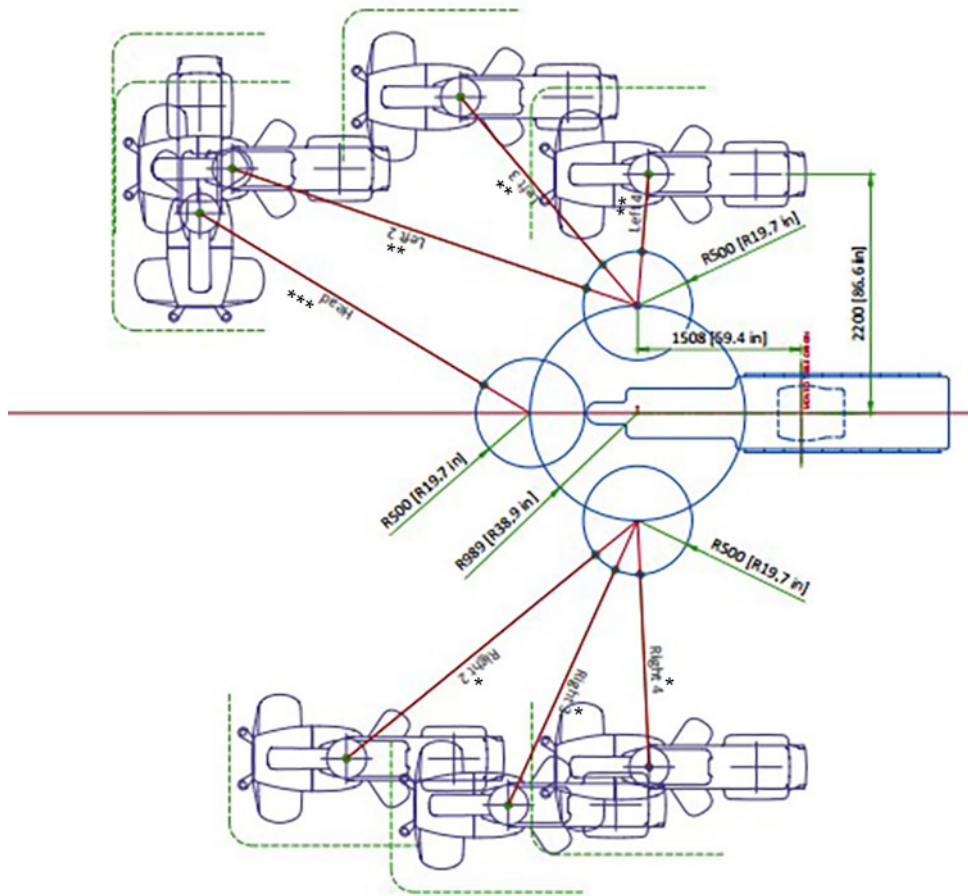 Left 3
**
Left 4
**
Left 2
**
Head
***
R500 [R19,7 in]
2200 [86.6 in]
1508 [59.4 in]
R500 [R19,7 in]
R989 [R38,9 in]
R500 [R19,7 in]
Right 2
*
Right 3
*
Right 4
*